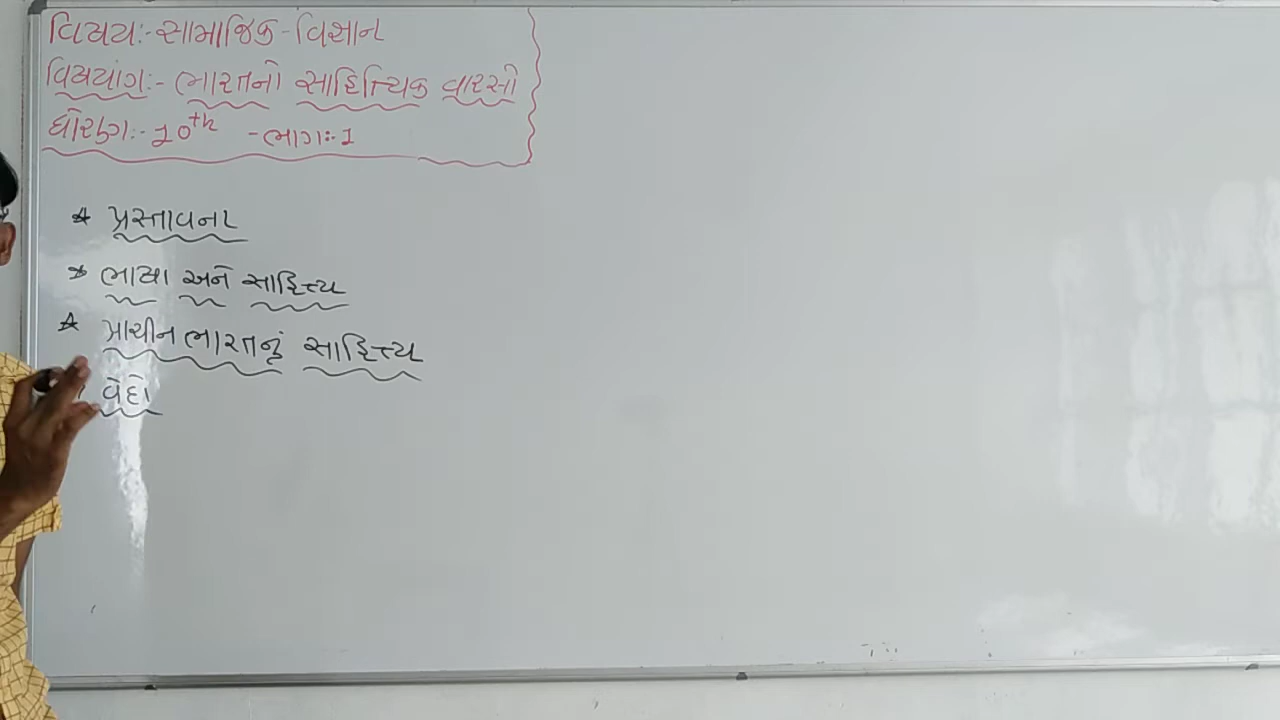 વિષય:-સામાજિક-વિજ્ઞાન
વિષયાંગ:- ભારતનો સાહિત્યિક વારસો
ધોરણ:- 10th -ભાગ:-1
* પ્રસ્તાવના
* ભાષા અને સાહિત્ય
* પ્રાચીન ભારતનું સાહિત્ય
વેદો